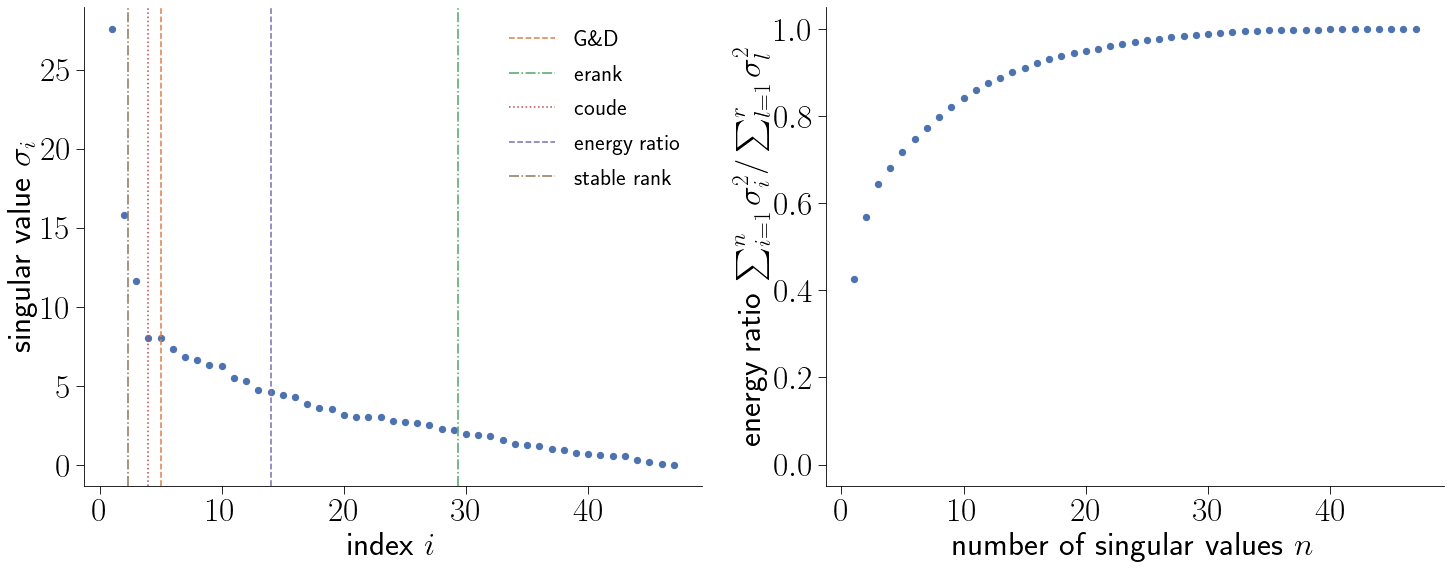 singular value σ_i
25
20
15
10
5
0
G&D
erank
coude
energy ratio
stable rank
0 10 20 30 40
index i
energy ratio ∑_{i=1}^{n} σ_i^2 / ∑_{l=1}^{r} σ_l^2
1.0
0.8
0.6
0.4
0.2
0.0
0 10 20 30 40
number of singular values n